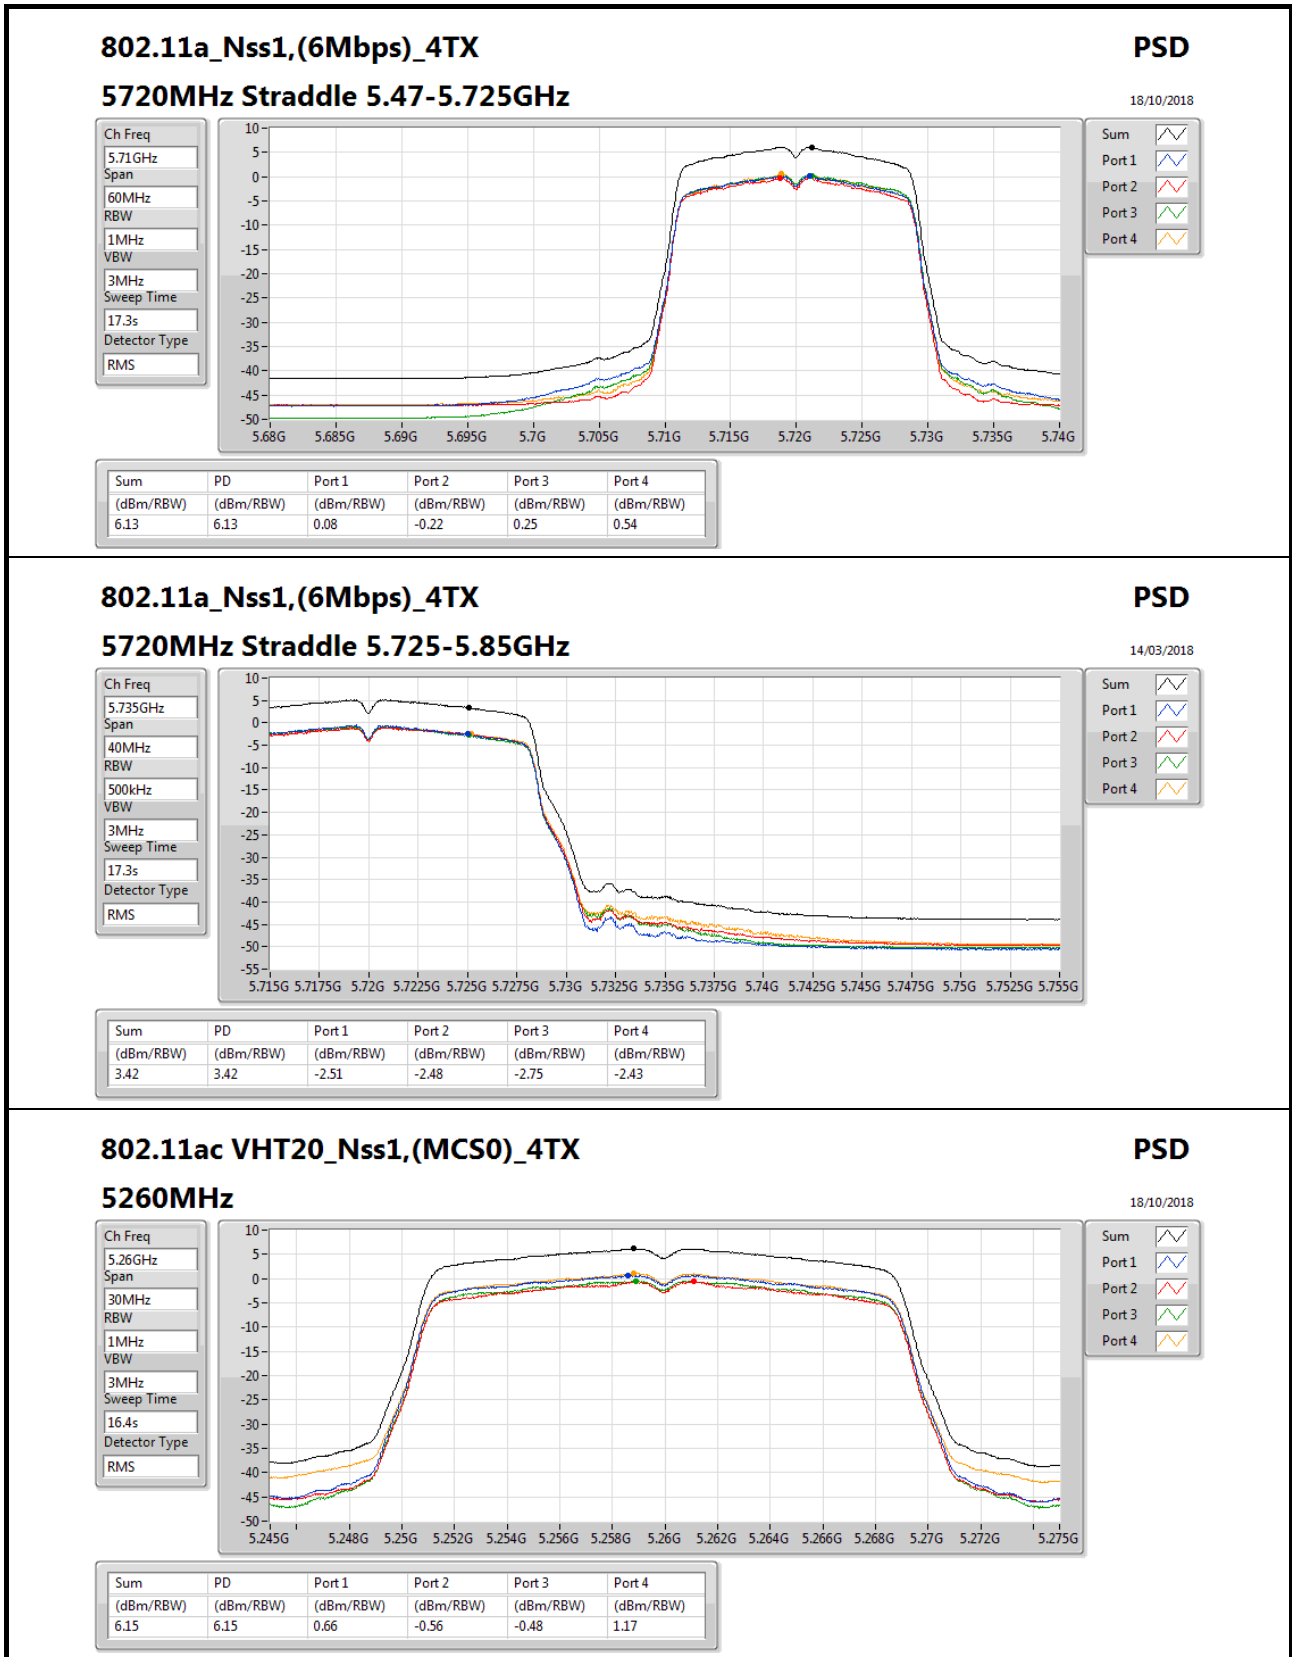 802.11a_Nss1,(6Mbps)_4TX PSD
5720MHz Straddle 5.47-5.725GHz 18/10/2018
Ch Freq
5.71GHz
Span
60MHz
RBW
1MHz
VBW
3MHz
Sweep Time
17.3s
Detector Type
RMS
10
5
0
-5
-10
-15
-20
-25
-30
-35
-40
-45
-50
5.68G 5.685G 5.69G 5.695G 5.7G 5.705G 5.71G 5.715G 5.72G 5.725G 5.73G 5.735G 5.74G
Sum
Port 1
Port 2
Port 3
Port 4
Sum PD Port 1 Port 2 Port 3 Port 4
(dBm/RBW) (dBm/RBW) (dBm/RBW) (dBm/RBW) (dBm/RBW) (dBm/RBW)
6.13 6.13 0.08 -0.22 0.25 0.54
802.11a_Nss1,(6Mbps)_4TX PSD
5720MHz Straddle 5.725-5.85GHz 14/03/2018
Ch Freq
5.735GHz
Span
40MHz
RBW
500kHz
VBW
3MHz
Sweep Time
17.3s
Detector Type
RMS
10
5
0
-5
-10
-15
-20
-25
-30
-35
-40
-45
-50
-55
5.715G 5.7175G 5.72G 5.7225G 5.725G 5.7275G 5.73G 5.7325G 5.735G 5.7375G 5.74G 5.7425G 5.745G 5.7475G 5.75G 5.7525G 5.755G
Sum
Port 1
Port 2
Port 3
Port 4
Sum PD Port 1 Port 2 Port 3 Port 4
(dBm/RBW) (dBm/RBW) (dBm/RBW) (dBm/RBW) (dBm/RBW) (dBm/RBW)
3.42 3.42 -2.51 -2.48 -2.75 -2.43
802.11ac VHT20_Nss1,(MCS0)_4TX PSD
5260MHz 18/10/2018
Ch Freq
5.26GHz
Span
30MHz
RBW
1MHz
VBW
3MHz
Sweep Time
16.4s
Detector Type
RMS
10
5
0
-5
-10
-15
-20
-25
-30
-35
-40
-45
-50
5.245G 5.248G 5.25G 5.252G 5.254G 5.256G 5.258G 5.26G 5.262G 5.264G 5.266G 5.268G 5.27G 5.272G 5.275G
Sum
Port 1
Port 2
Port 3
Port 4
Sum PD Port 1 Port 2 Port 3 Port 4
(dBm/RBW) (dBm/RBW) (dBm/RBW) (dBm/RBW) (dBm/RBW) (dBm/RBW)
6.15 6.15 0.66 -0.56 -0.48 1.17